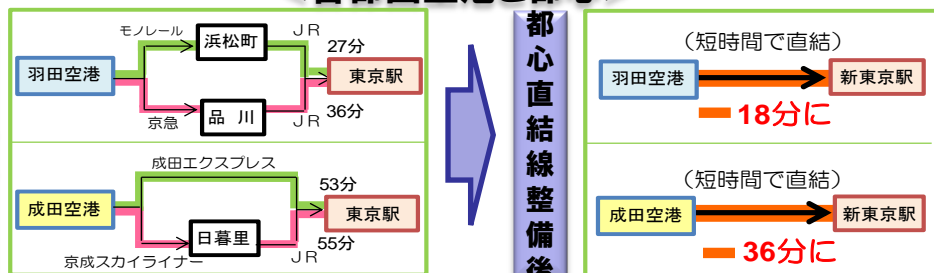 モノレール
浜松町
JR
27分
羽田空港
東京駅
京急
品川
JR
36分
成田エクスプレス
53分
成田空港
東京駅
日暮里
55分
京成スカイライナー
JR
都心直結線整備後
（短時間で直結）
羽田空港
新東京駅
18分に
（短時間で直結）
成田空港
新東京駅
36分に